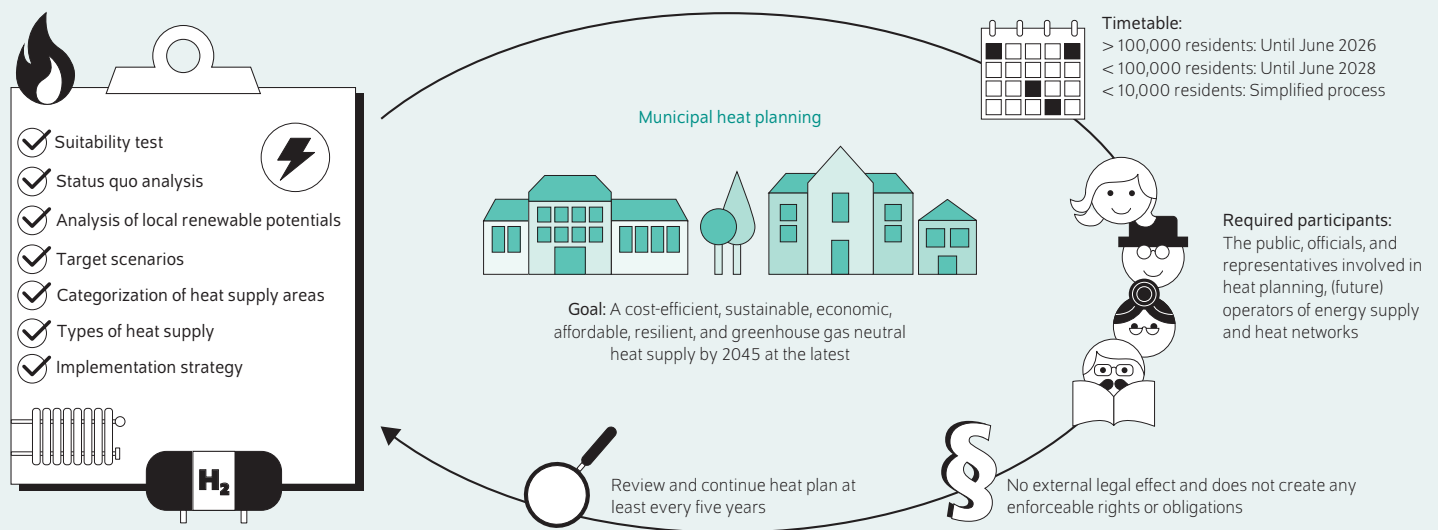 Suitability test
Status quo analysis
Analysis of local renewable potentials
Target scenarios
Categorization of heat supply areas
Types of heat supply
Implementation strategy
H₂
Municipal heat planning
Goal: A cost-efficient, sustainable, economic,
affordable, resilient, and greenhouse gas neutral
heat supply by 2045 at the latest
Timetable:
> 100,000 residents: Until June 2026
< 100,000 residents: Until June 2028
< 10,000 residents: Simplified process
Required participants:
The public, officials, and
representatives involved in
heat planning, (future)
operators of energy supply
and heat networks
§
No external legal effect and does not create any
enforceable rights or obligations
Review and continue heat plan at
least every five years